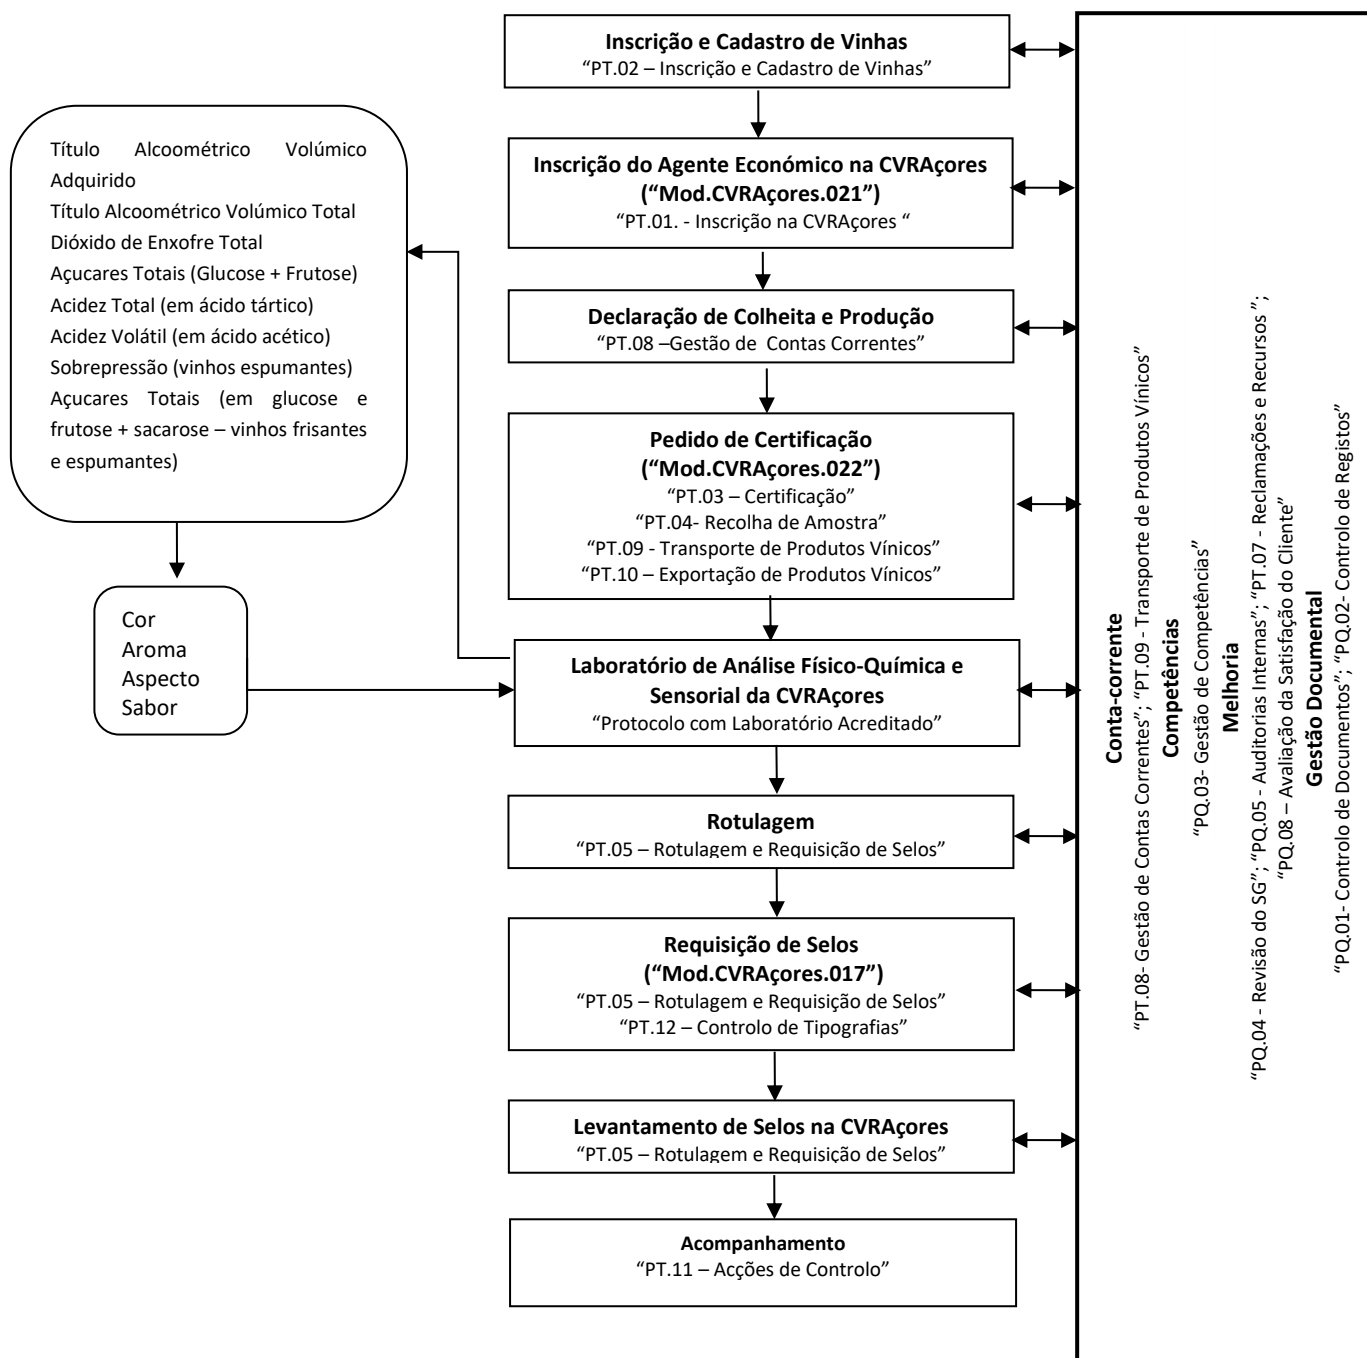 Inscrição e Cadastro de Vinhas
“PT.02 – Inscrição e Cadastro de Vinhas”
Inscrição do Agente Económico na CVRAçores
(“Mod.CVRAçores.021”)
“PT.01. - Inscrição na CVRAçores “
Declaração de Colheita e Produção
“PT.08 –Gestão de Contas Correntes”
Pedido de Certificação
(“Mod.CVRAçores.022”)
“PT.03 – Certificação”
“PT.04- Recolha de Amostra”
“PT.09 - Transporte de Produtos Vínicos”
“PT.10 – Exportação de Produtos Vínicos”
Laboratório de Análise Físico-Química e
Sensorial da CVRAçores
“Protocolo com Laboratório Acreditado”
Título Alcoométrico Volúmico
Adquirido
Título Alcoométrico Volúmico Total
Dióxido de Enxofre Total
Açucares Totais (Glucose + Frutose)
Acidez Total (em ácido tártico)
Acidez Volátil (em ácido acético)
Sobrepressão (vinhos espumantes)
Açucares Totais (em glucose e
frutose + sacarose – vinhos frisantes
e espumantes)
Cor
Aroma
Aspecto
Sabor
Rotulagem
“PT.05 – Rotulagem e Requisição de Selos”
Requisição de Selos
(“Mod.CVRAçores.017”)
“PT.05 – Rotulagem e Requisição de Selos”
“PT.12 – Controlo de Tipografias”
Levantamento de Selos na CVRAçores
“PT.05 – Rotulagem e Requisição de Selos”
Acompanhamento
“PT.11 – Acções de Controlo”
Conta-corrente
“PT.08- Gestão de Contas Correntes”; “PT.09 - Transporte de Produtos Vínicos”
Competências
“PQ.03- Gestão de Competências”
Melhoria
“PQ.04 - Revisão do SG”; “PQ.05 - Auditorias Internas”; “PT.07 - Reclamações e Recursos ”;
“PQ.08 – Avaliação da Satisfação do Cliente”
Gestão Documental
“PQ.01- Controlo de Documentos”; “PQ.02- Controlo de Registos”